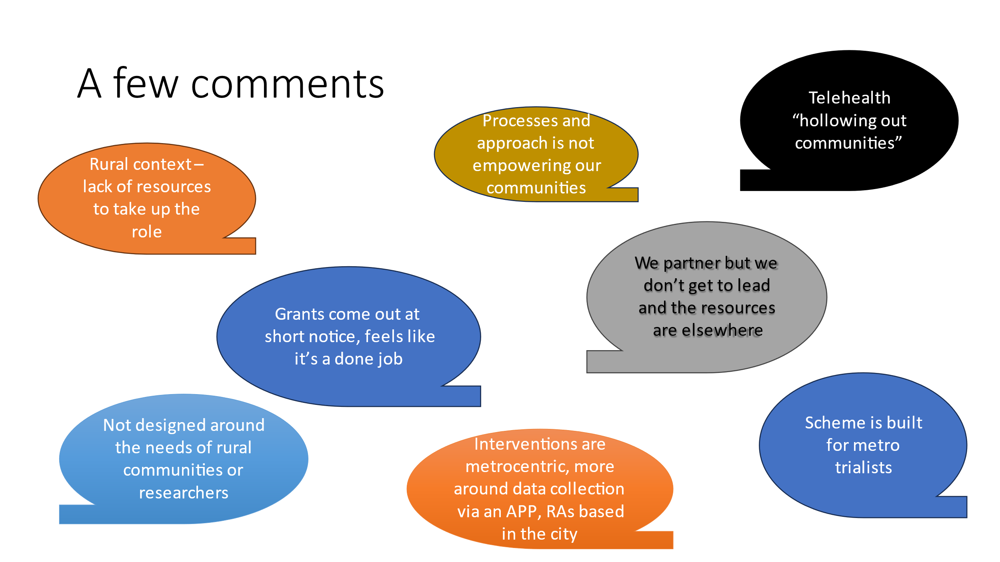 A few comments
Telehealth
“hollowing out
communities”
Processes and
approach is not
empowering our
communities
Rural context –
lack of resources
to take up the
role
We partner but we
don’t get to lead
and the resources
are elsewhere
Grants come out at
short notice, feels like
it’s a done job
Not designed around
the needs of rural
communities or
researchers
Interventions are
metrocentric, more
around data collection
via an APP, RAs based
in the city
Scheme is built
for metro
trialists